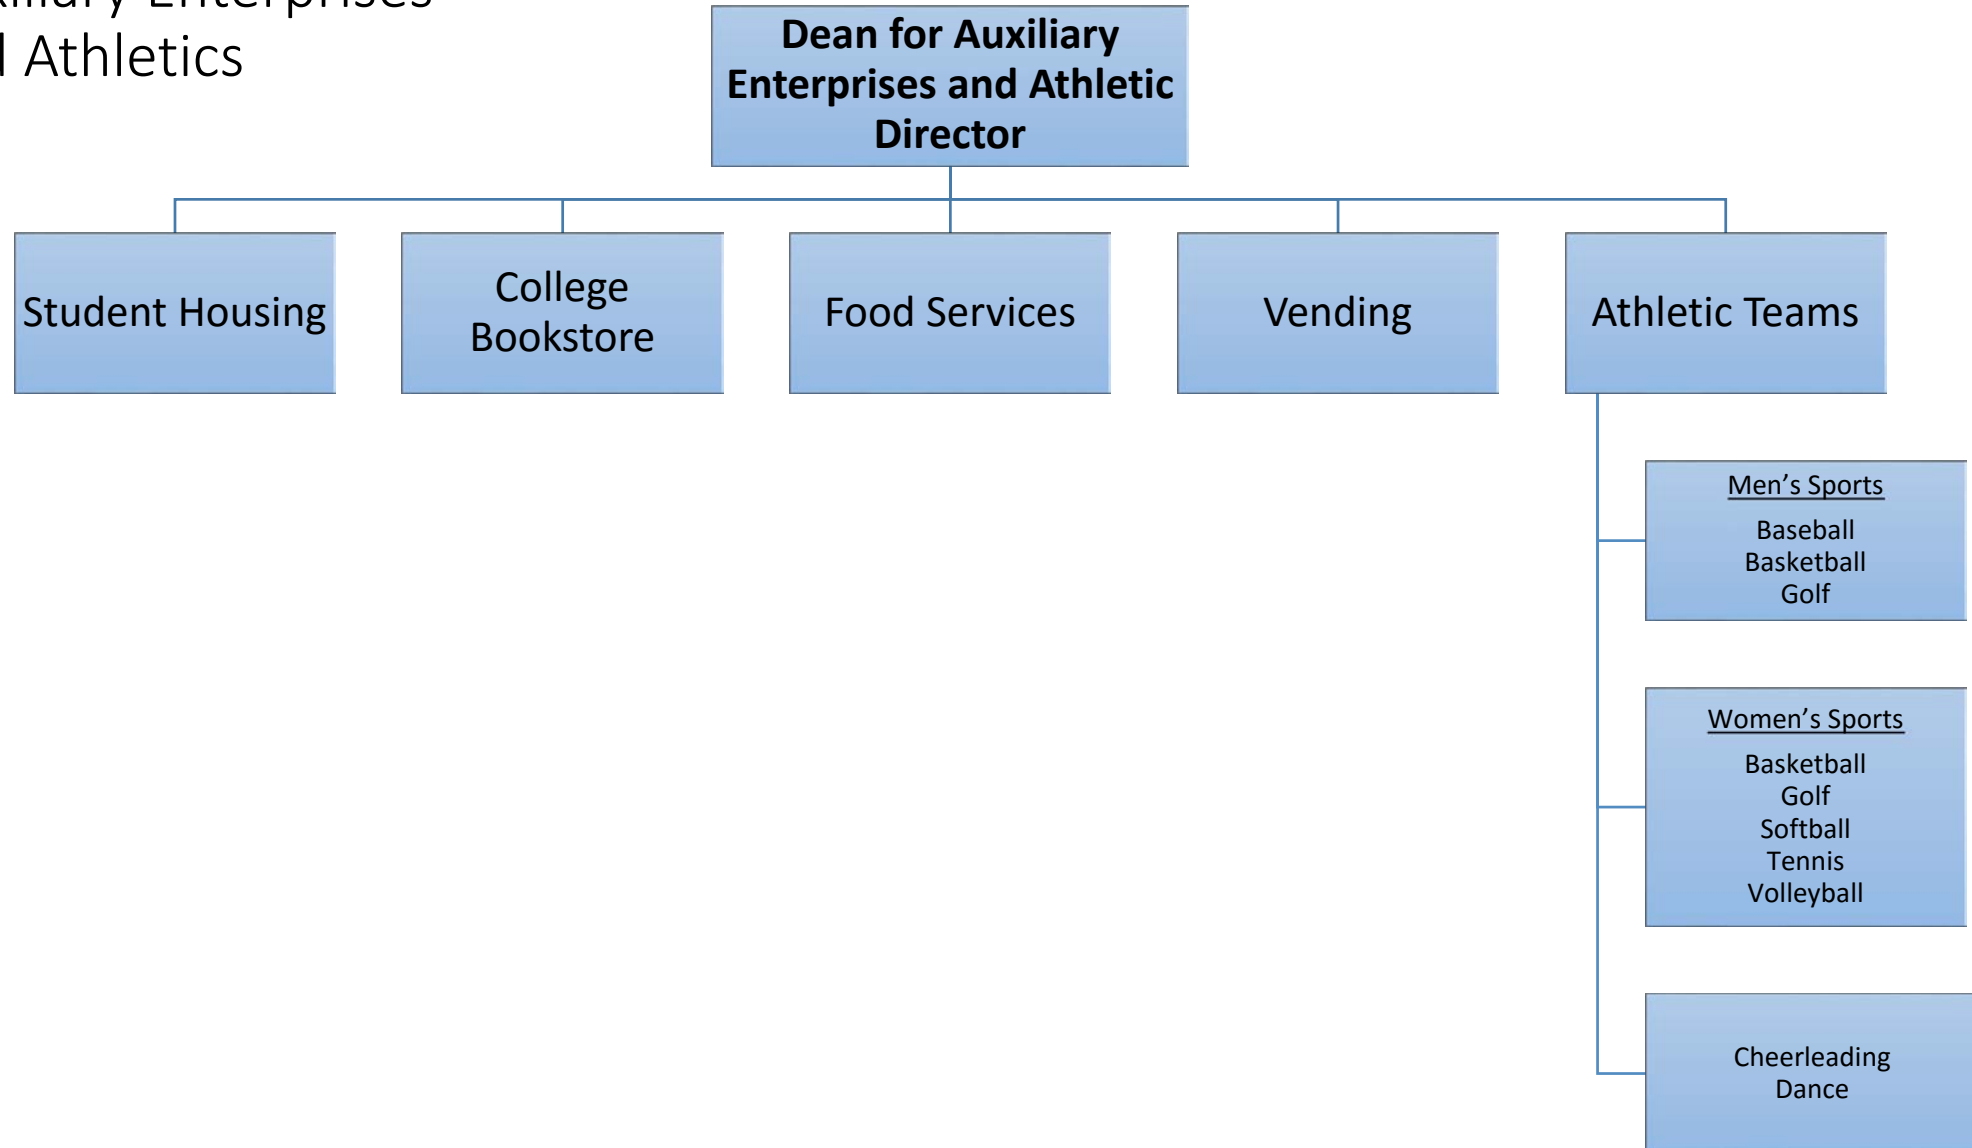 Enterprises
Athletics
Dean for Auxiliary
Enterprises and Athletic
Director
Student Housing
College
Bookstore
Food Services
Vending
Athletic Teams
Men’s Sports
Baseball
Basketball
Golf
Women’s Sports
Basketball
Golf
Softball
Tennis
Volleyball
Cheerleading
Dance